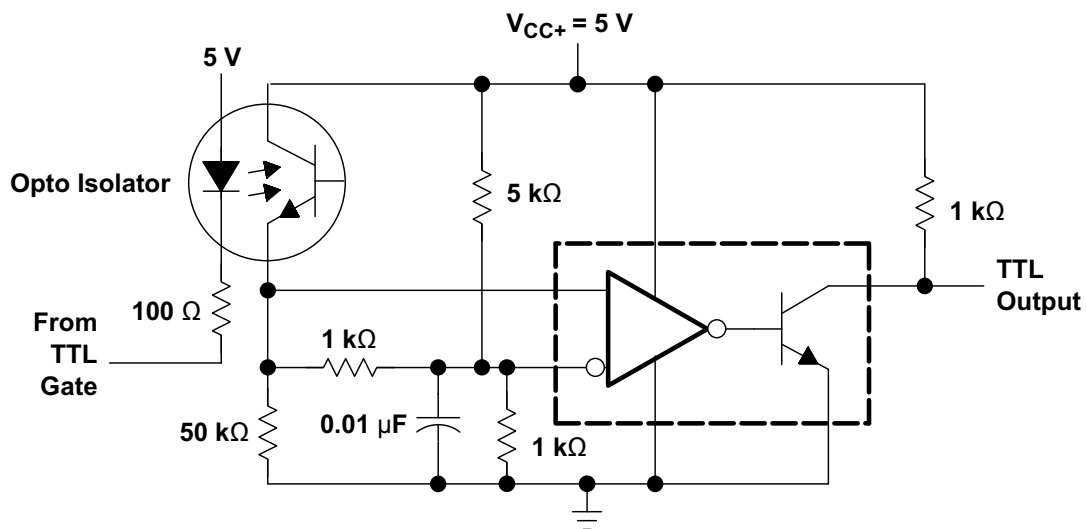 V_CC+ = 5 V
5 V
Opto Isolator
5 kΩ
1 kΩ
TTL
Output
100 Ω
From
TTL
Gate
1 kΩ
50 kΩ
0.01 μF
1 kΩ